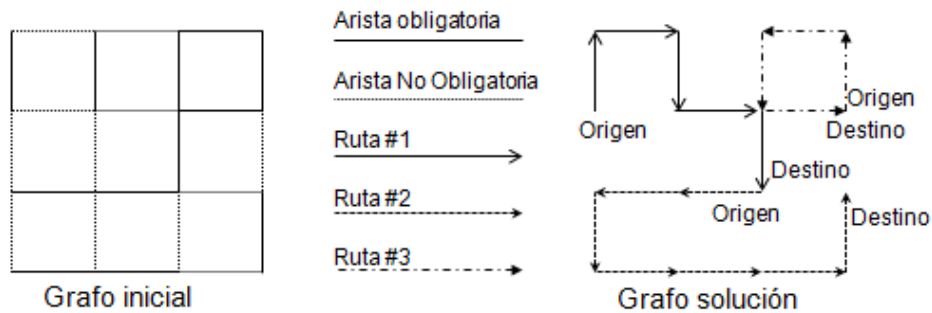 Arista obligatoria
Arista No Obligatoria
Ruta #1
Ruta #2
Ruta #3
Grafo inicial
Origen
Origen
Destino
Destino
Origen
Destino
Grafo solución